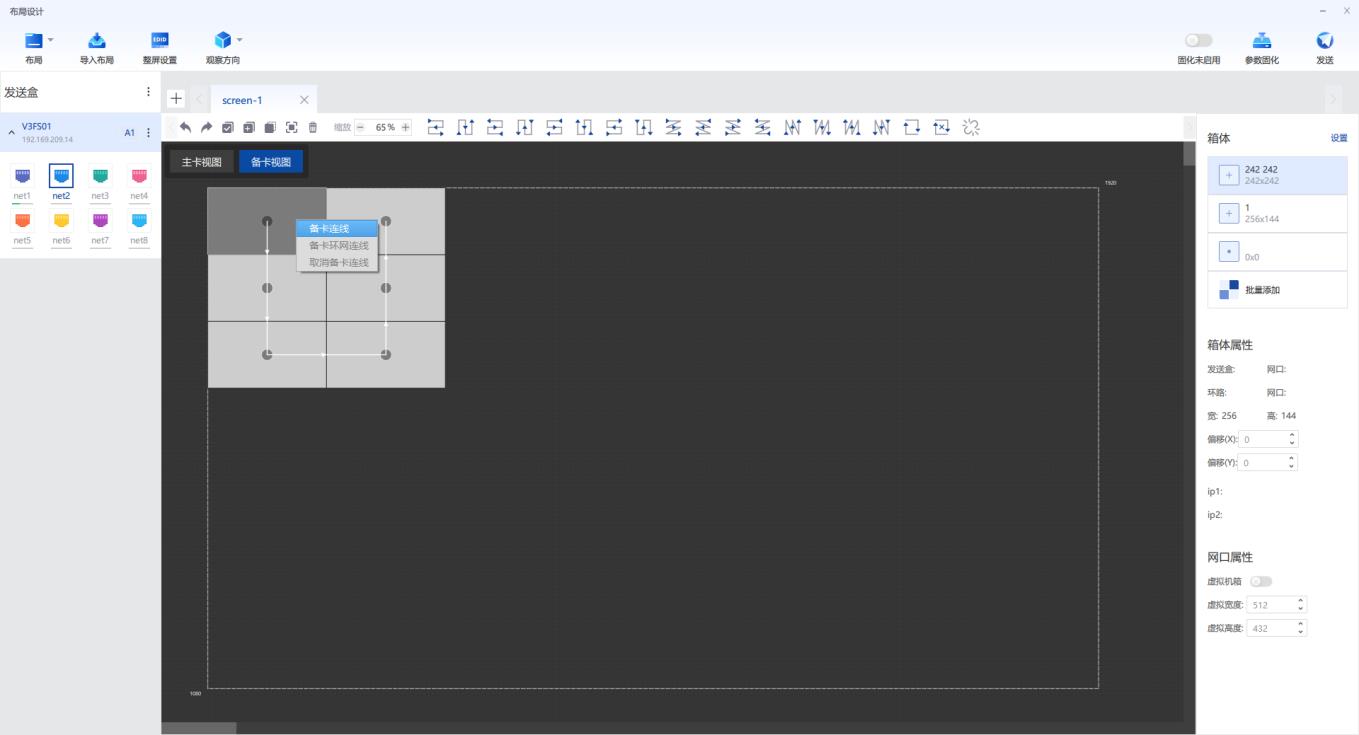 布局设计
布局
导入布局
EDID
整屏设置
观察方向
固化未启用
参数固化
发送
发送盒
screen-1
V3FS01
192.169.209.14
A1
缩放 65%
net1 net2 net3 net4
net5 net6 net7 net8
主卡视图 备卡视图
1920
备卡连线
备卡环网连线
取消备卡连线
1080
箱体 设置
242 242
242x242
1
256x144
0x0
批量添加
箱体属性
发送盒: 网口:
环路: 网口:
宽: 256 高: 144
偏移(X): 0
偏移(Y): 0
ip1:
ip2:
网口属性
虚拟机箱
虚拟宽度: 512
虚拟高度: 432